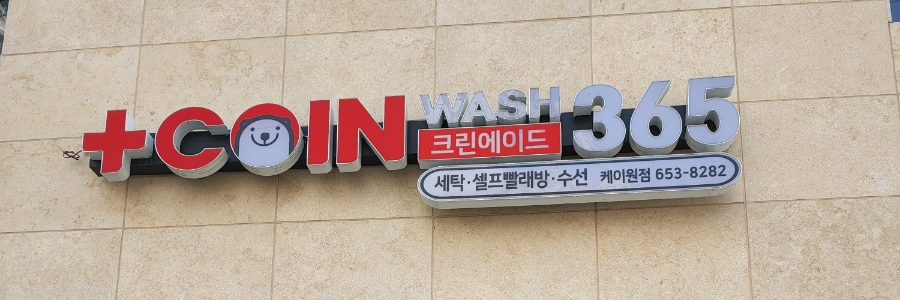 +COIN WASH 365
크린에이드
세탁·셀프빨래방·수선 케이원점 653-8282